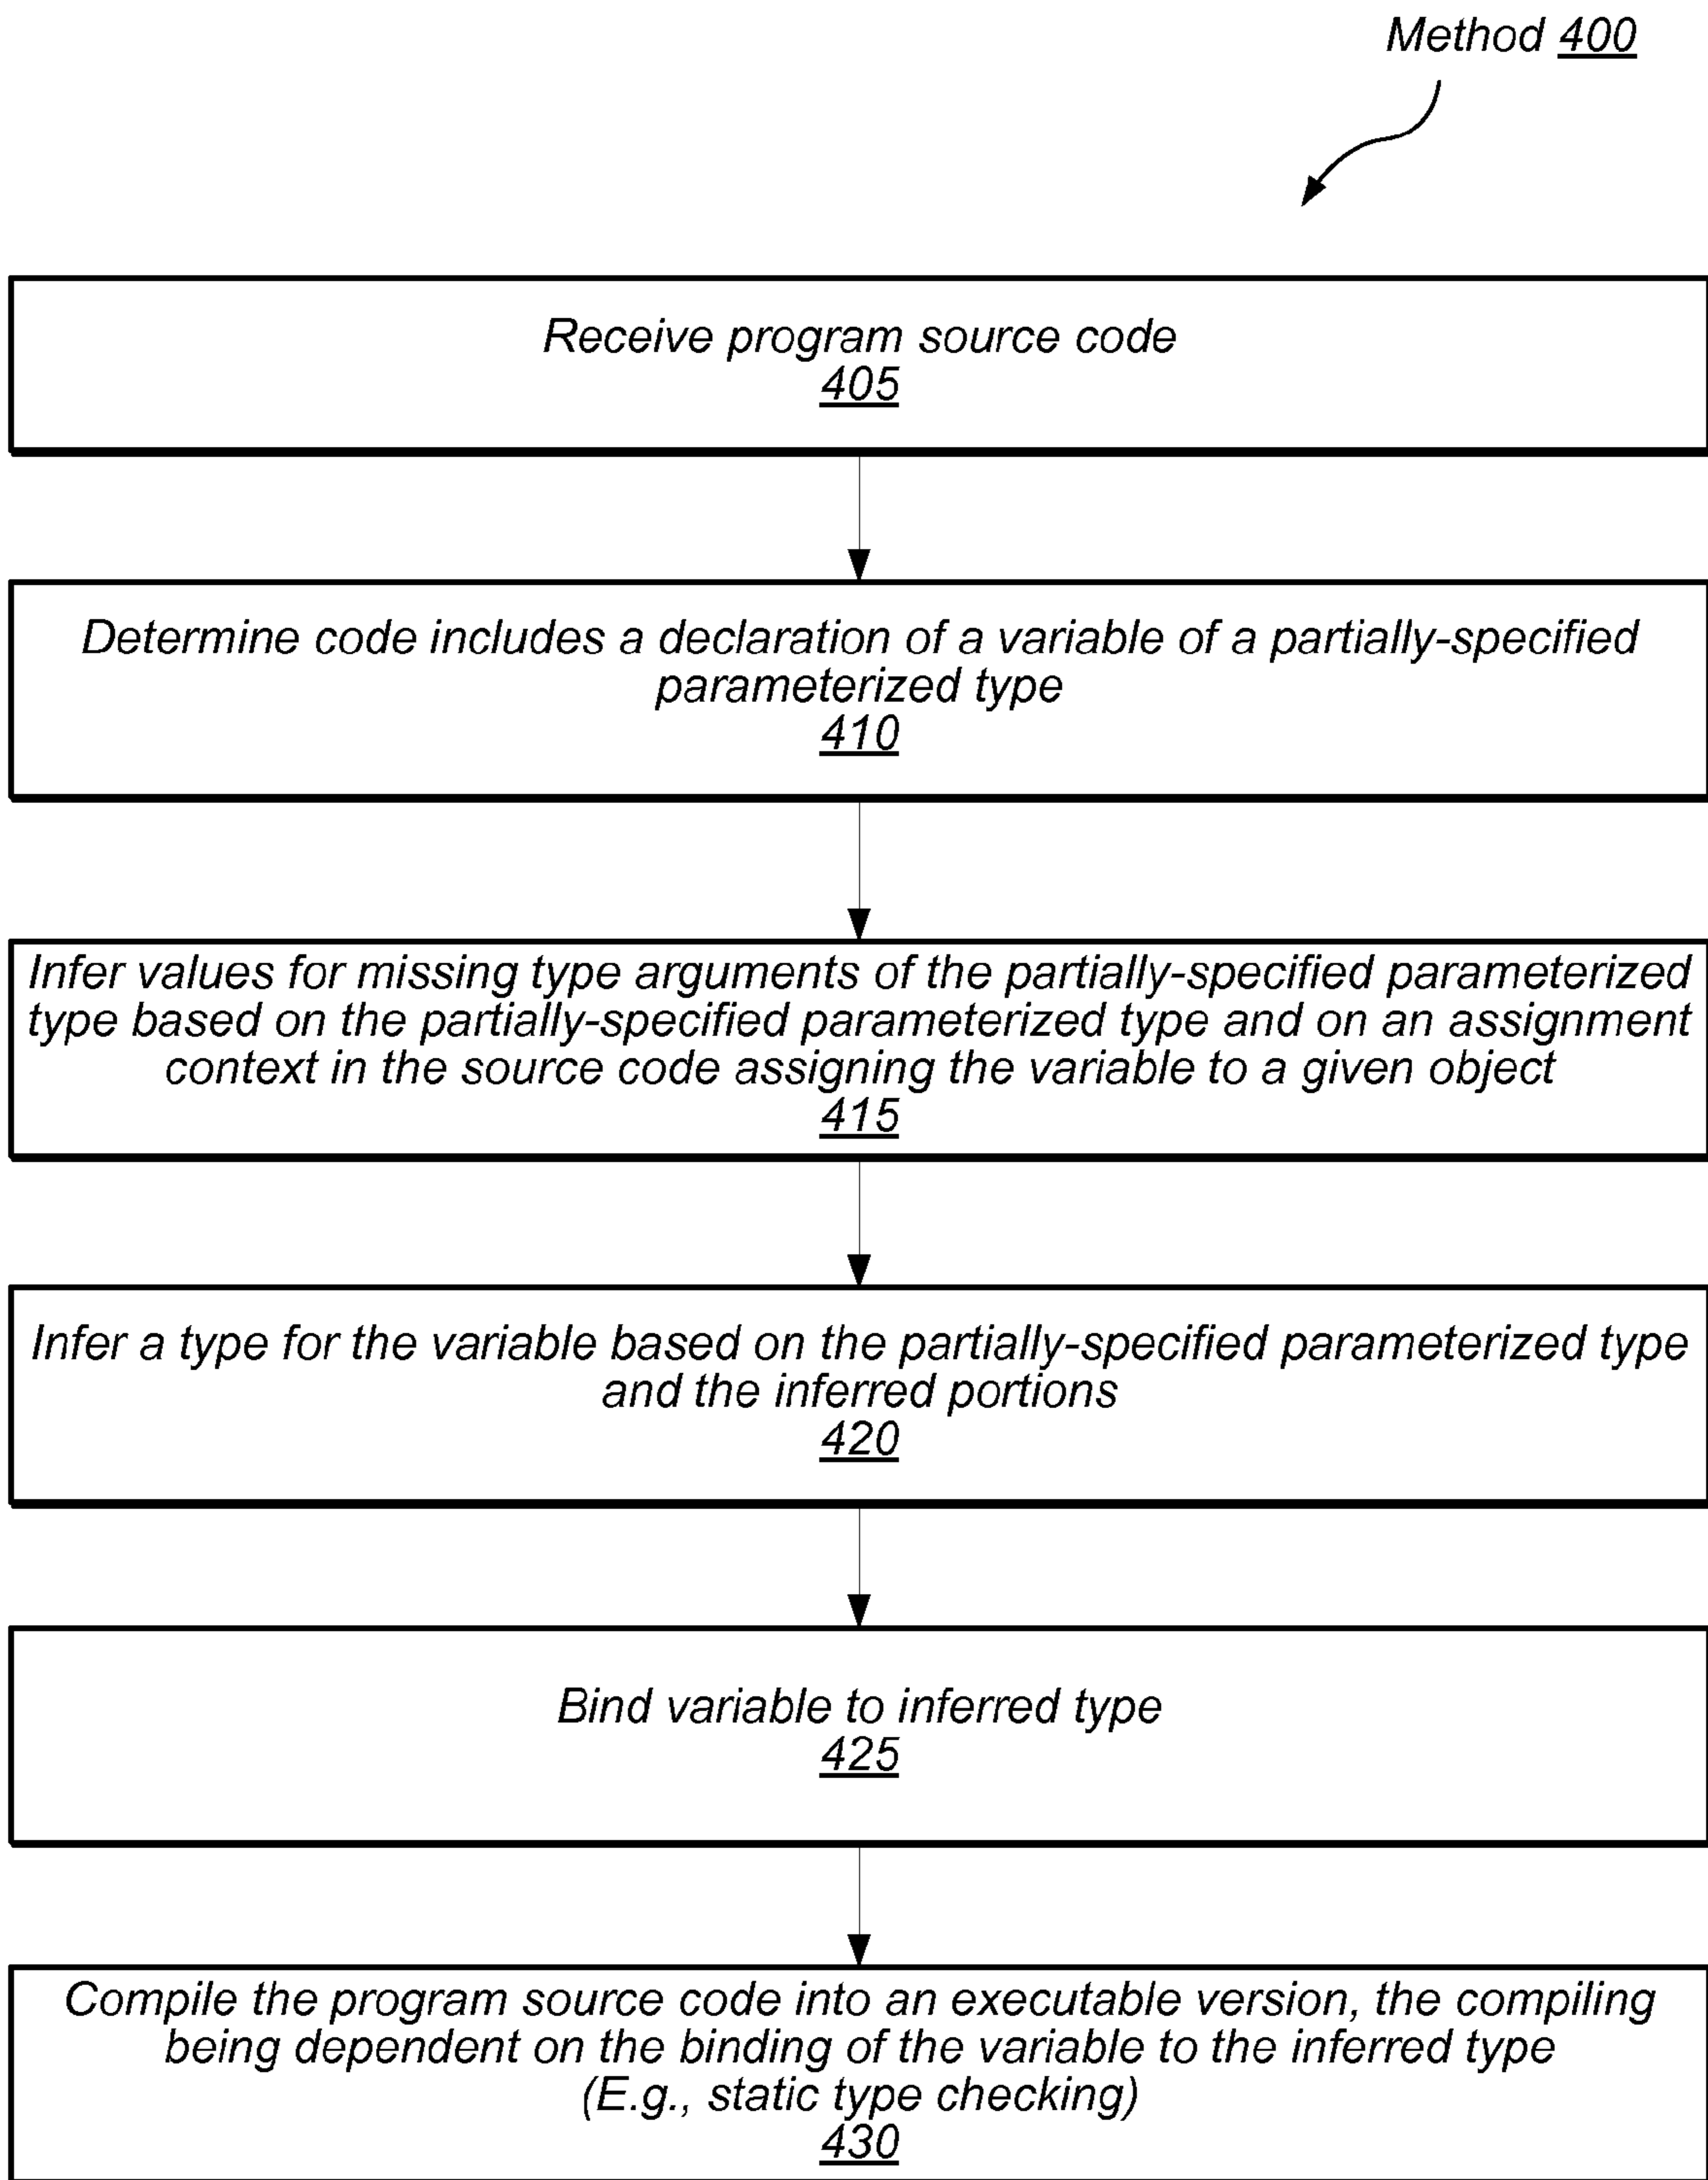 Method 400
Receive program source code
405
Determine code includes a declaration of a variable of a partially-specified
parameterized type
410
Infer values for missing type arguments of the partially-specified parameterized
type based on the partially-specified parameterized type and on an assignment
context in the source code assigning the variable to a given object
415
Infer a type for the variable based on the partially-specified parameterized type
and the inferred portions
420
Bind variable to inferred type
425
Compile the program source code into an executable version, the compiling
being dependent on the binding of the variable to the inferred type
(E.g., static type checking)
430